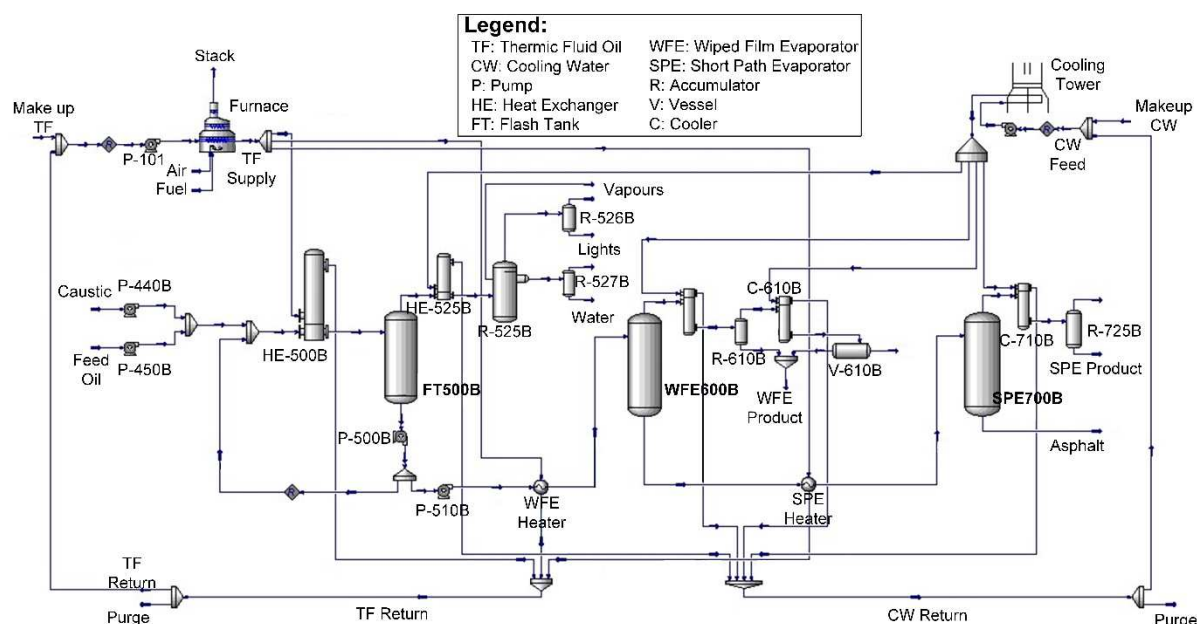 Legend:
TF: Thermic Fluid Oil
CW: Cooling Water
P: Pump
HE: Heat Exchanger
FT: Flash Tank
WFE: Wiped Film Evaporator
SPE: Short Path Evaporator
R: Accumulator
V: Vessel
C: Cooler
Stack
Furnace
Make up
TF
R
P-101
TF
Supply
Air
Fuel
Cooling
Tower
Makeup
CW
R
CW
Feed
Vapours
R-526B
Lights
R-527B
Water
HE-525B
R-525B
Caustic
P-440B
Feed
Oil
P-450B
HE-500B
FT500B
P-500B
R
P-510B
WFE
Heater
WFE600B
C-610B
R-610B
V-610B
WFE
Product
SPE
Heater
SPE700B
C-710B
R-725B
SPE Product
Asphalt
TF
Return
Purge
TF Return
CW Return
Purge